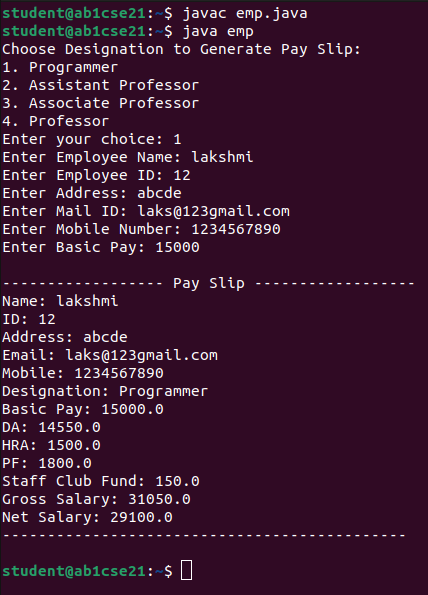 student@ab1cse21:~$ javac emp.java
student@ab1cse21:~$ java emp
Choose Designation to Generate Pay Slip:
1. Programmer
2. Assistant Professor
3. Associate Professor
4. Professor
Enter your choice: 1
Enter Employee Name: lakshmi
Enter Employee ID: 12
Enter Address: abcde
Enter Mail ID: laks@123gmail.com
Enter Mobile Number: 1234567890
Enter Basic Pay: 15000

------------------ Pay Slip ------------------
Name: lakshmi
ID: 12
Address: abcde
Email: laks@123gmail.com
Mobile: 1234567890
Designation: Programmer
Basic Pay: 15000.0
DA: 14550.0
HRA: 1500.0
PF: 1800.0
Staff Club Fund: 150.0
Gross Salary: 31050.0
Net Salary: 29100.0
---------------------------------------------

student@ab1cse21:~$